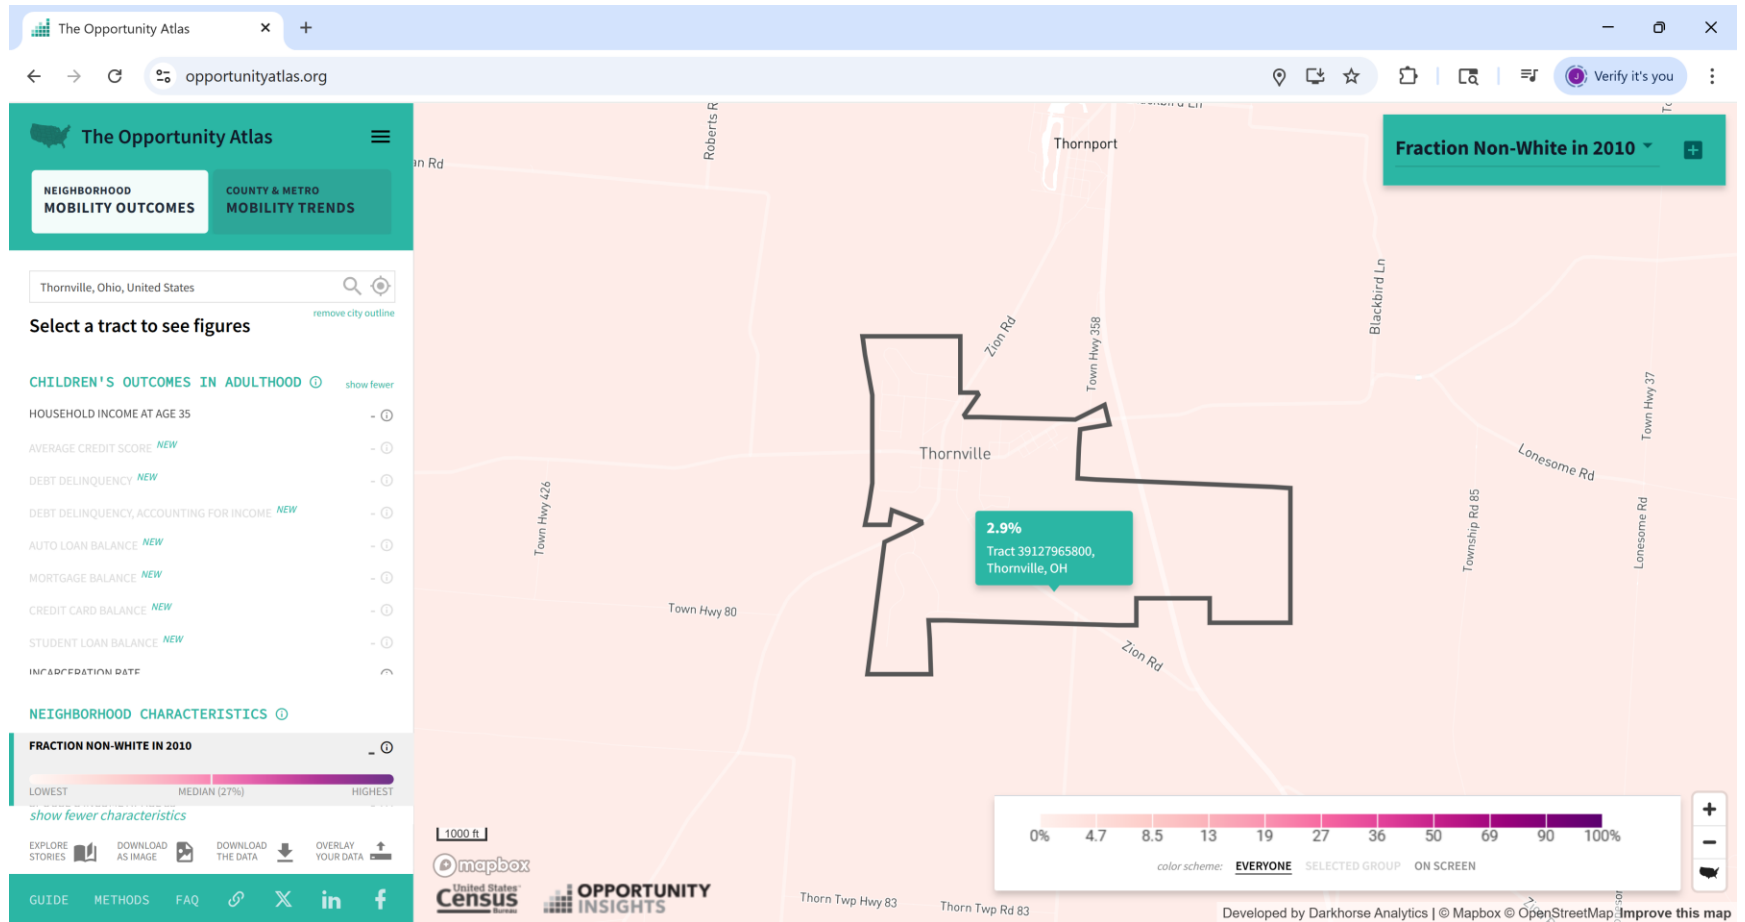 The Opportunity Atlas
opportunityatlas.org
Verify it's you
The Opportunity Atlas
NEIGHBORHOOD
MOBILITY OUTCOMES
COUNTY & METRO
MOBILITY TRENDS
Thornville, Ohio, United States
remove city outline
Select a tract to see figures
CHILDREN'S OUTCOMES IN ADULTHOOD
show fewer
HOUSEHOLD INCOME AT AGE 35 -
AVERAGE CREDIT SCORE NEW -
DEBT DELINQUENCY NEW -
DEBT DELINQUENCY, ACCOUNTING FOR INCOME NEW -
AUTO LOAN BALANCE NEW -
MORTGAGE BALANCE NEW -
CREDIT CARD BALANCE NEW -
STUDENT LOAN BALANCE NEW -
INCARCERATION RATE
NEIGHBORHOOD CHARACTERISTICS
FRACTION NON-WHITE IN 2010 -
LOWEST MEDIAN (27%) HIGHEST
show fewer characteristics
EXPLORE
STORIES
DOWNLOAD
AS IMAGE
DOWNLOAD
THE DATA
OVERLAY
YOUR DATA
GUIDE METHODS FAQ
Fraction Non-White in 2010
Roberts R
Thornport
Blackbird Ln
Zion Rd
Town Hwy 358
Town Hwy 37
Thornville
Lonesome Rd
Town Hwy 426
2.9%
Tract 39127965800,
Thornville, OH
Township Rd 85
Lonesome Rd
Town Hwy 80
Zion Rd
1000 ft
mapbox
United States®
Census
Bureau
OPPORTUNITY
INSIGHTS
Thorn Twp Hwy 83
Thorn Twp Rd 83
0% 4.7 8.5 13 19 27 36 50 69 90 100%
color scheme: EVERYONE SELECTED GROUP ON SCREEN
Developed by Darkhorse Analytics | © Mapbox © OpenStreetMap Improve this map